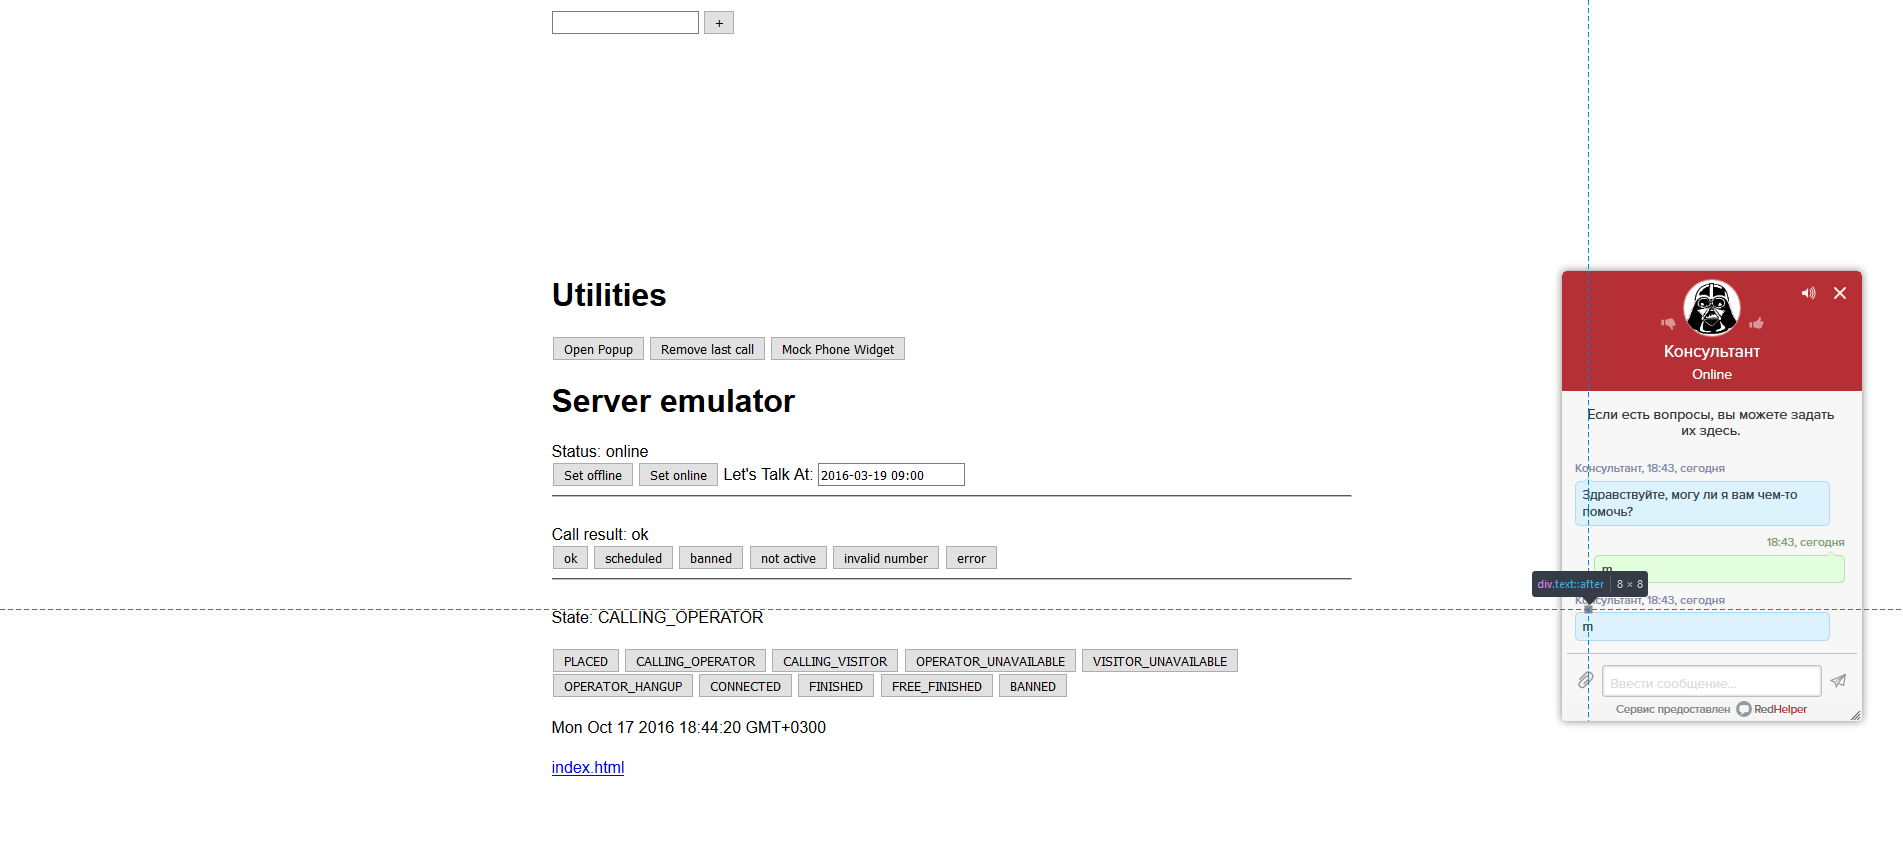 +
Utilities
Open Popup Remove last call Mock Phone Widget
Server emulator
Status: online
Set offline Set online Let's Talk At: 2016-03-19 09:00
Call result: ok
ok scheduled banned not active invalid number error
State: CALLING_OPERATOR
PLACED CALLING_OPERATOR CALLING_VISITOR OPERATOR_UNAVAILABLE VISITOR_UNAVAILABLE
OPERATOR_HANGUP CONNECTED FINISHED FREE_FINISHED BANNED
Mon Oct 17 2016 18:44:20 GMT+0300
index.html
Консультант
Online
Если есть вопросы, вы можете задать
их здесь.
Консультант, 18:43, сегодня
Здравствуйте, могу ли я вам чем-то
помочь?
18:43, сегодня
m
div.text::after 8 × 8
Консультант, 18:43, сегодня
m
Ввести сообщение...
Сервис предоставлен RedHelper